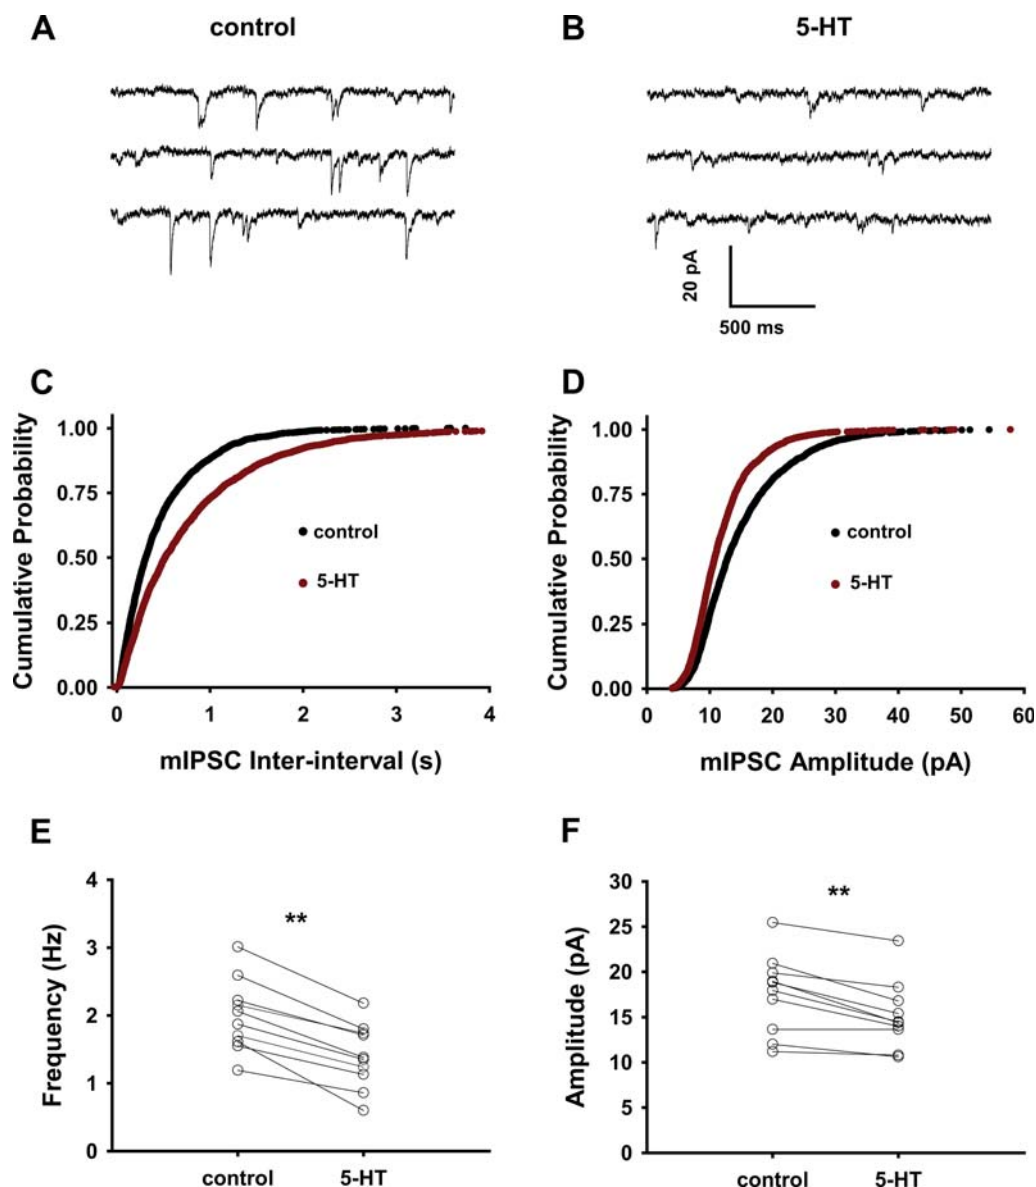 A control
B 5-HT
20 pA
500 ms
C
Cumulative Probability
1.00
0.75
0.50
0.25
0.00
control
5-HT
0 1 2 3 4
mIPSC Inter-interval (s)
D
Cumulative Probability
1.00
0.75
0.50
0.25
0.00
control
5-HT
0 10 20 30 40 50 60
mIPSC Amplitude (pA)
E
Frequency (Hz)
4
3
2
1
0
**
control 5-HT
F
Amplitude (pA)
30
25
20
15
10
5
0
**
control 5-HT